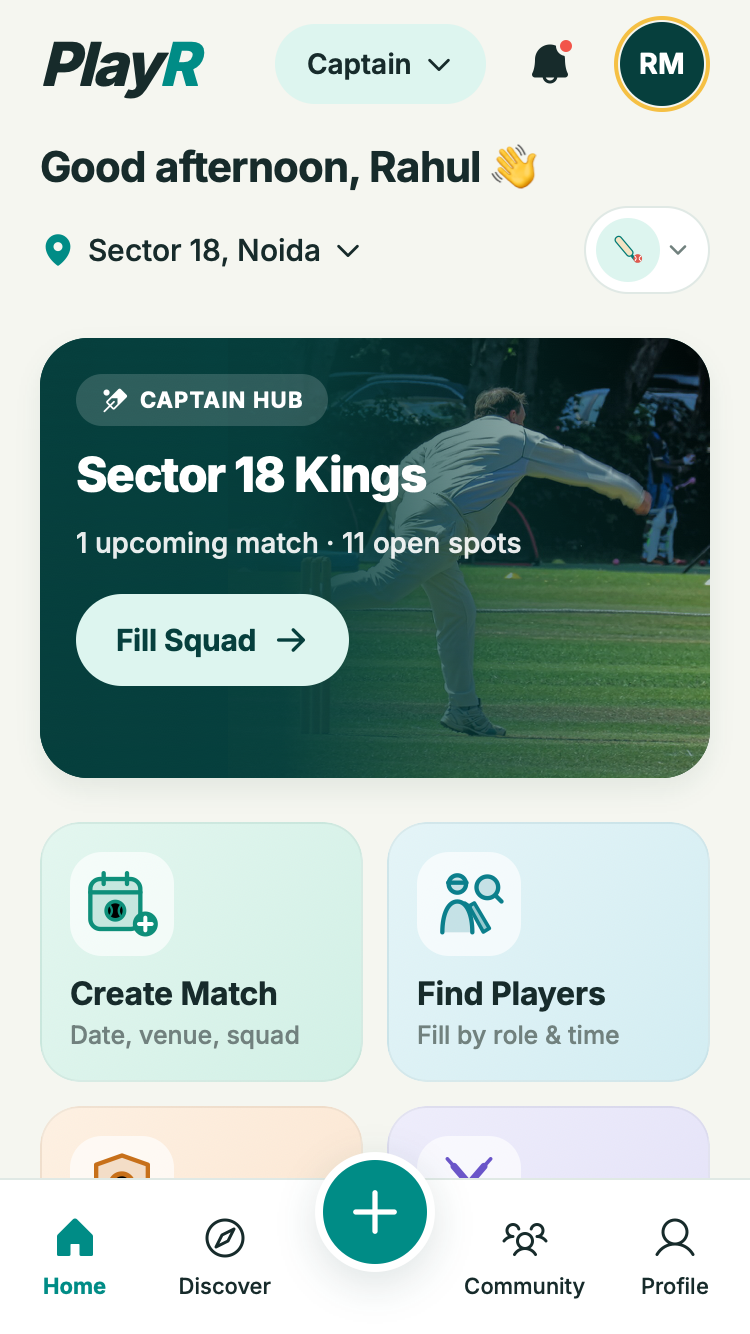 PlayR
Captain
RM
Good afternoon, Rahul 👋
Sector 18, Noida
CAPTAIN HUB
Sector 18 Kings
1 upcoming match · 11 open spots
Fill Squad →
Create Match
Date, venue, squad
Find Players
Fill by role & time
Home
Discover
Community
Profile